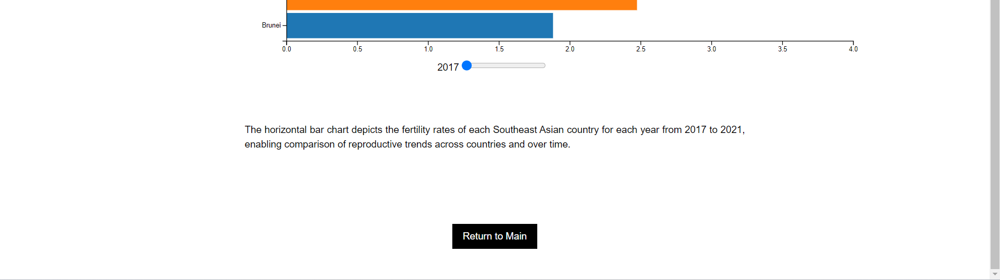 Brunei
0.0 0.5 1.0 1.5 2.0 2.5 3.0 3.5 4.0
2017
The horizontal bar chart depicts the fertility rates of each Southeast Asian country for each year from 2017 to 2021,
enabling comparison of reproductive trends across countries and over time.
Return to Main